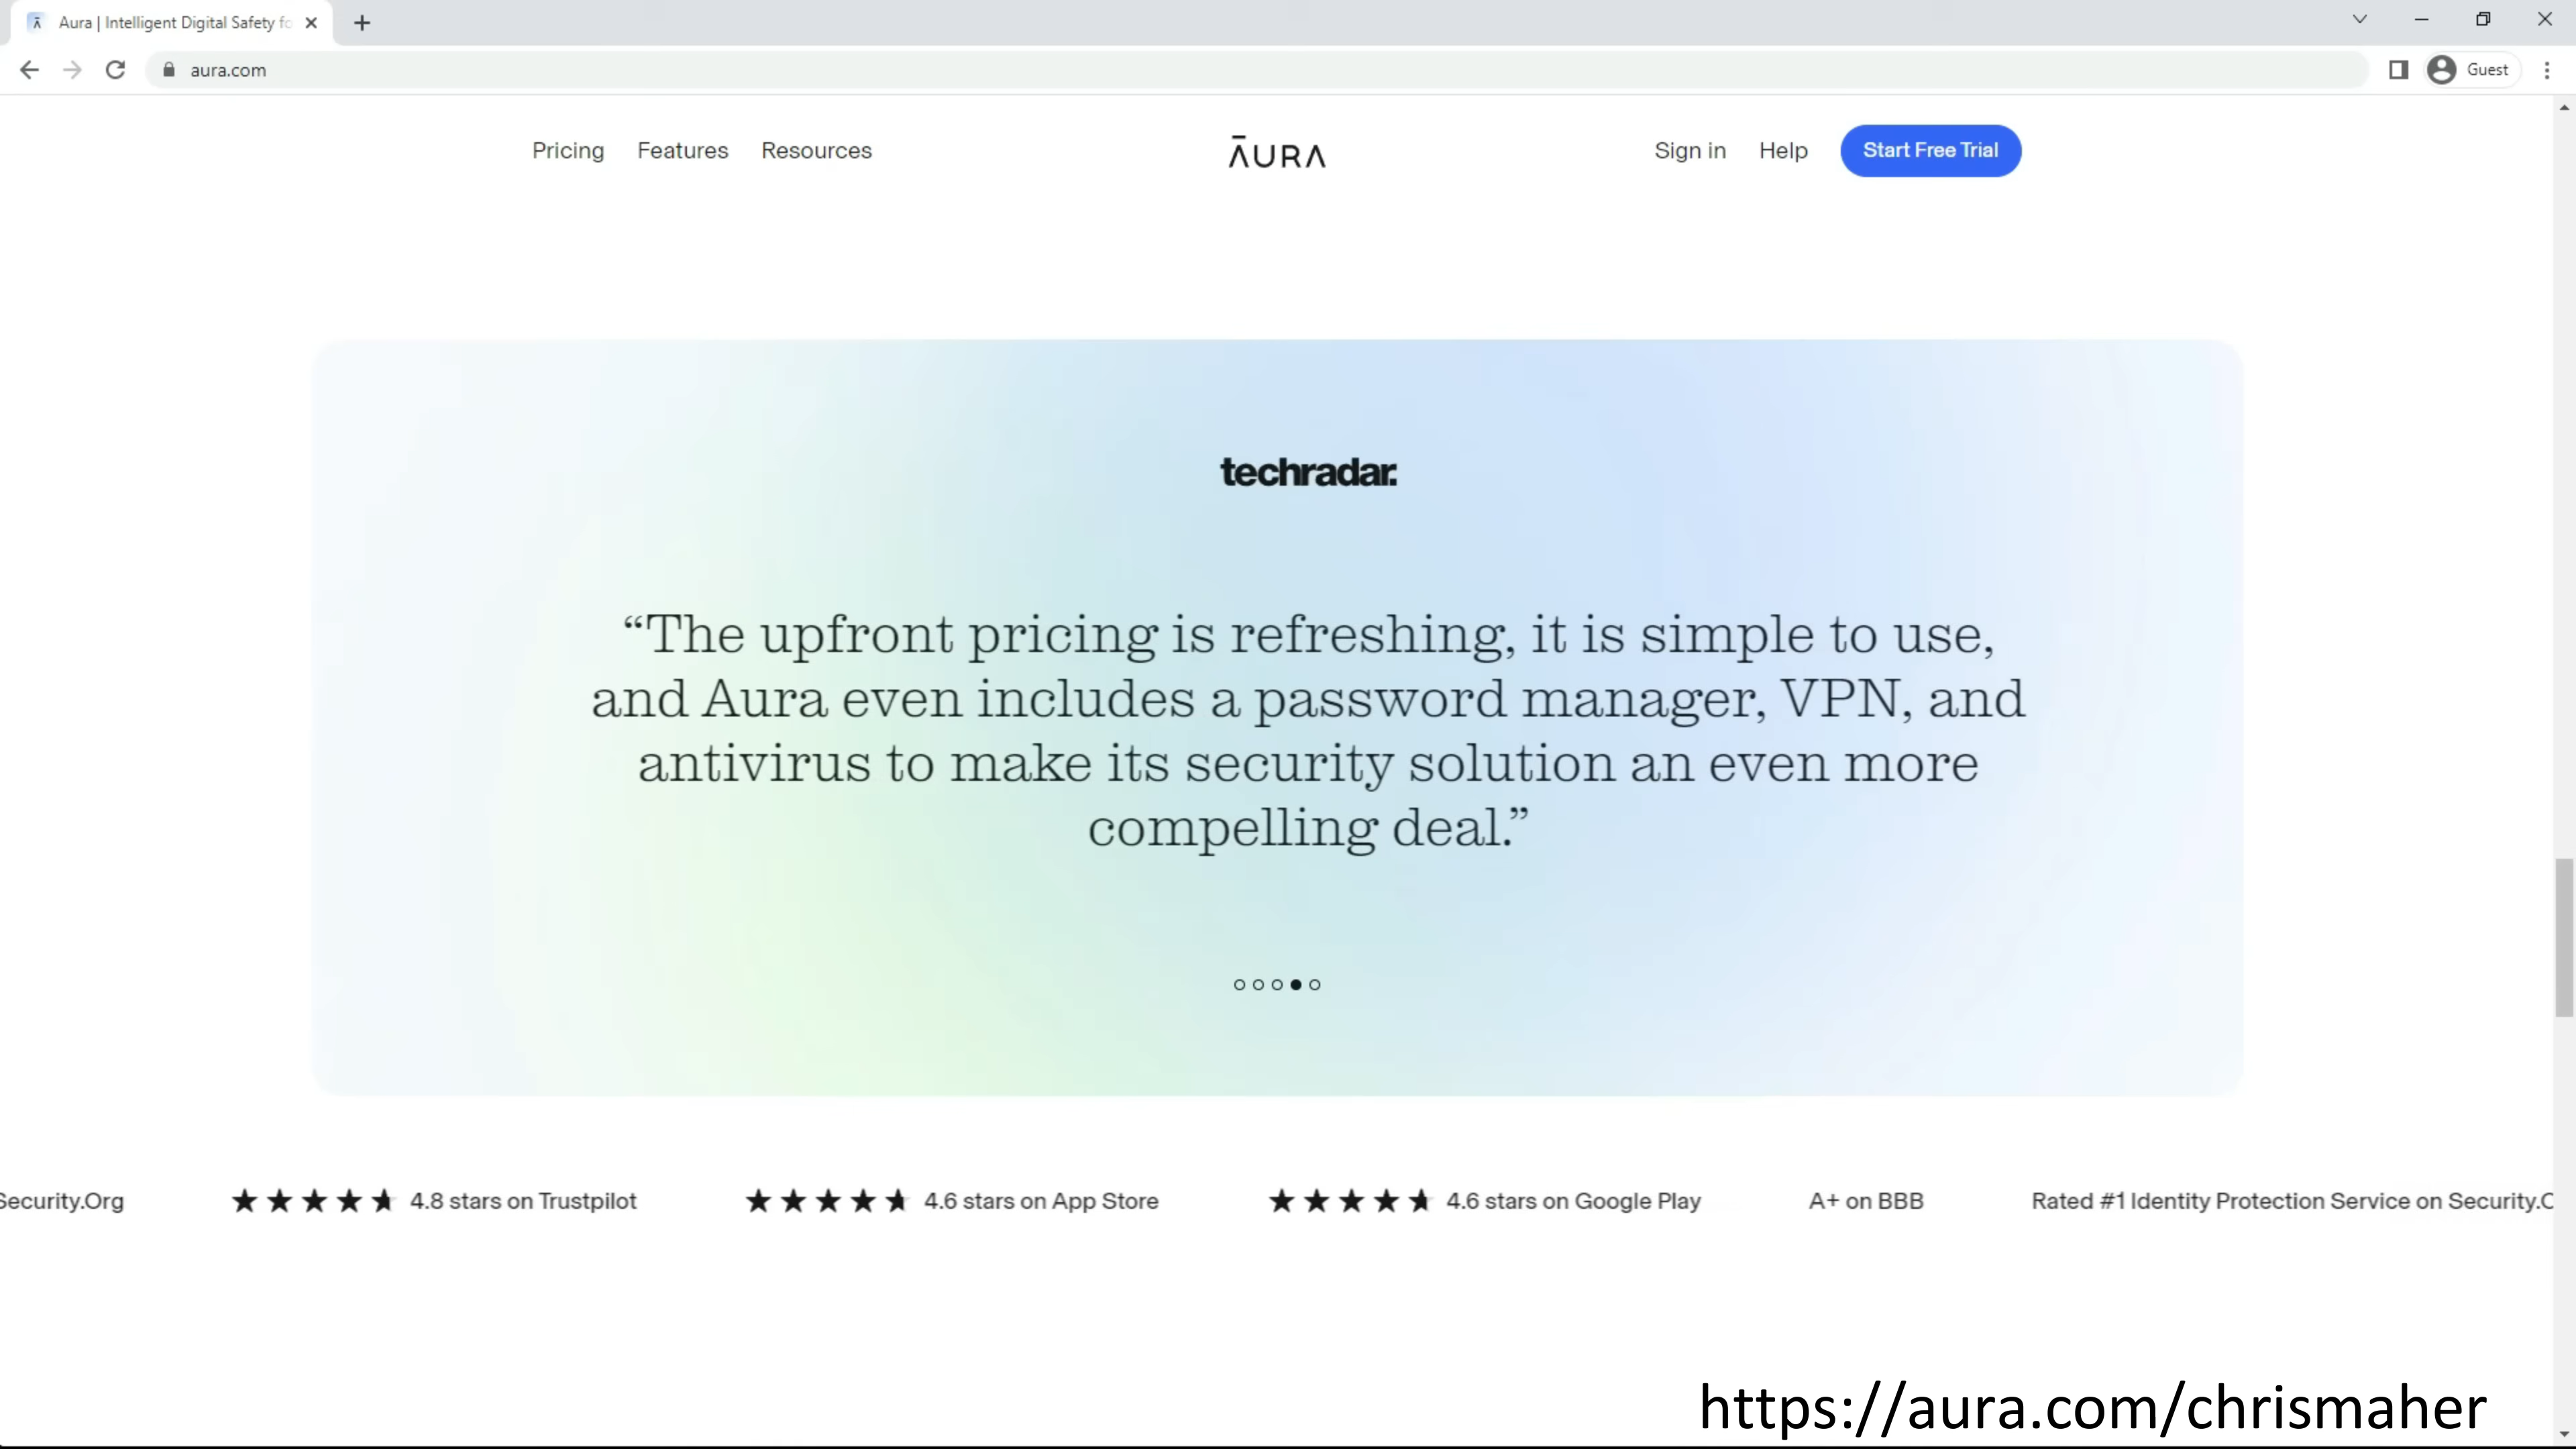 Aura | Intelligent Digital Safety fo
aura.com
Guest
Pricing
Features
Resources
ĀURA
Sign in
Help
Start Free Trial
techradar.
“The upfront pricing is refreshing, it is simple to use,
and Aura even includes a password manager, VPN, and
antivirus to make its security solution an even more
compelling deal.”
Security.Org
4.8 stars on Trustpilot
4.6 stars on App Store
4.6 stars on Google Play
A+ on BBB
Rated #1 Identity Protection Service on Security.O
https://aura.com/chrismaher